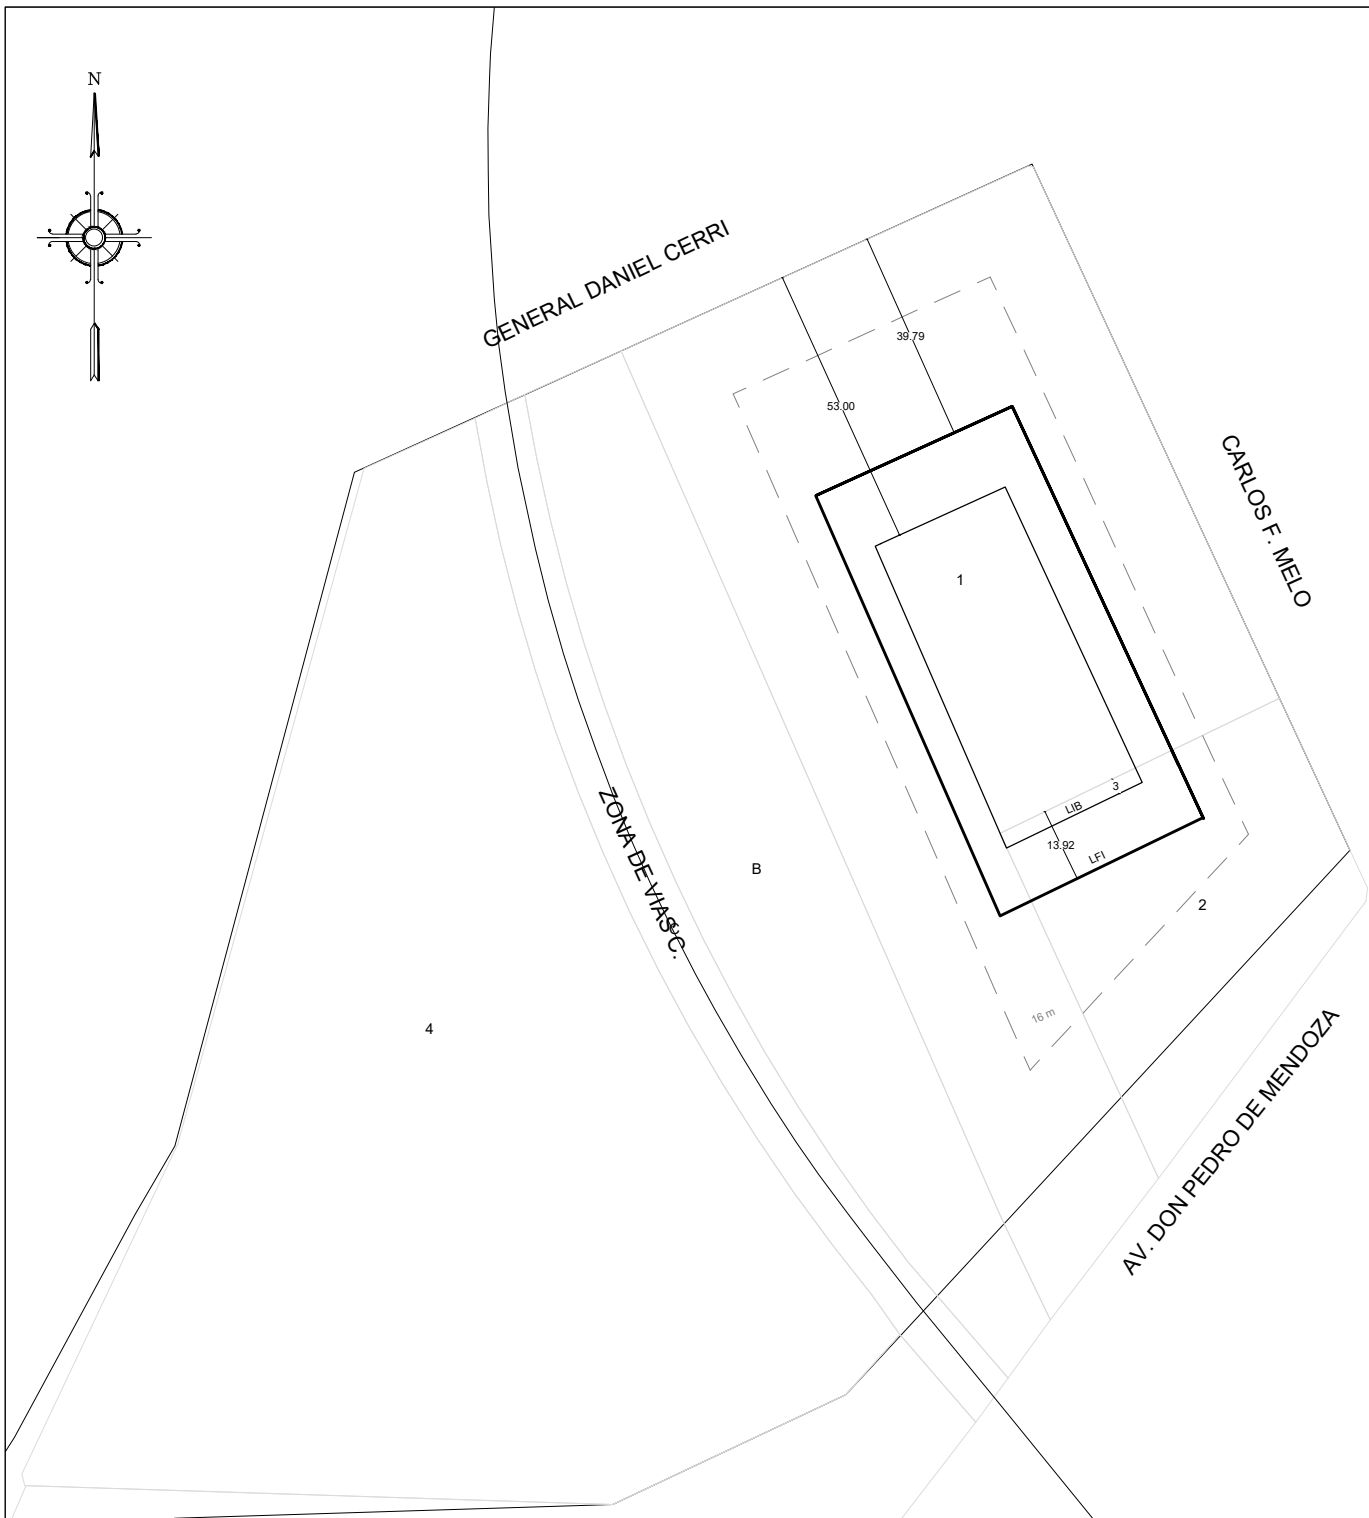 N
GENERAL DANIEL CERRI
39.79
53.00
CARLOS F. MELO
1
3
LIB
13.92
LFI
ZONA DE VIAS C.
B
2
16 m
4
AV. DON PEDRO DE MENDOZA